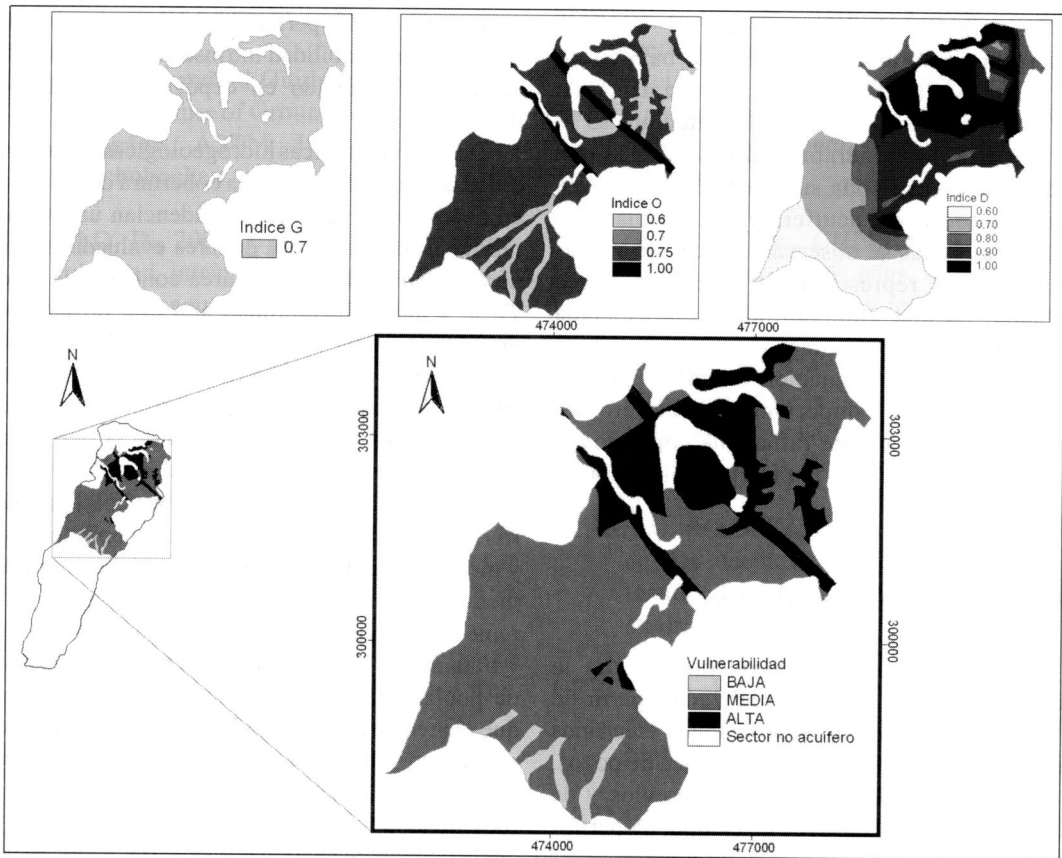 Indice G
0.7
Indice O
0.6
0.7
0.75
1.00
Indice D
0.60
0.70
0.80
0.90
1.00
474000
477000
N
N
303000
303000
300000
300000
Vulnerabilidad
BAJA
MEDIA
ALTA
Sector no acuífero
474000
477000